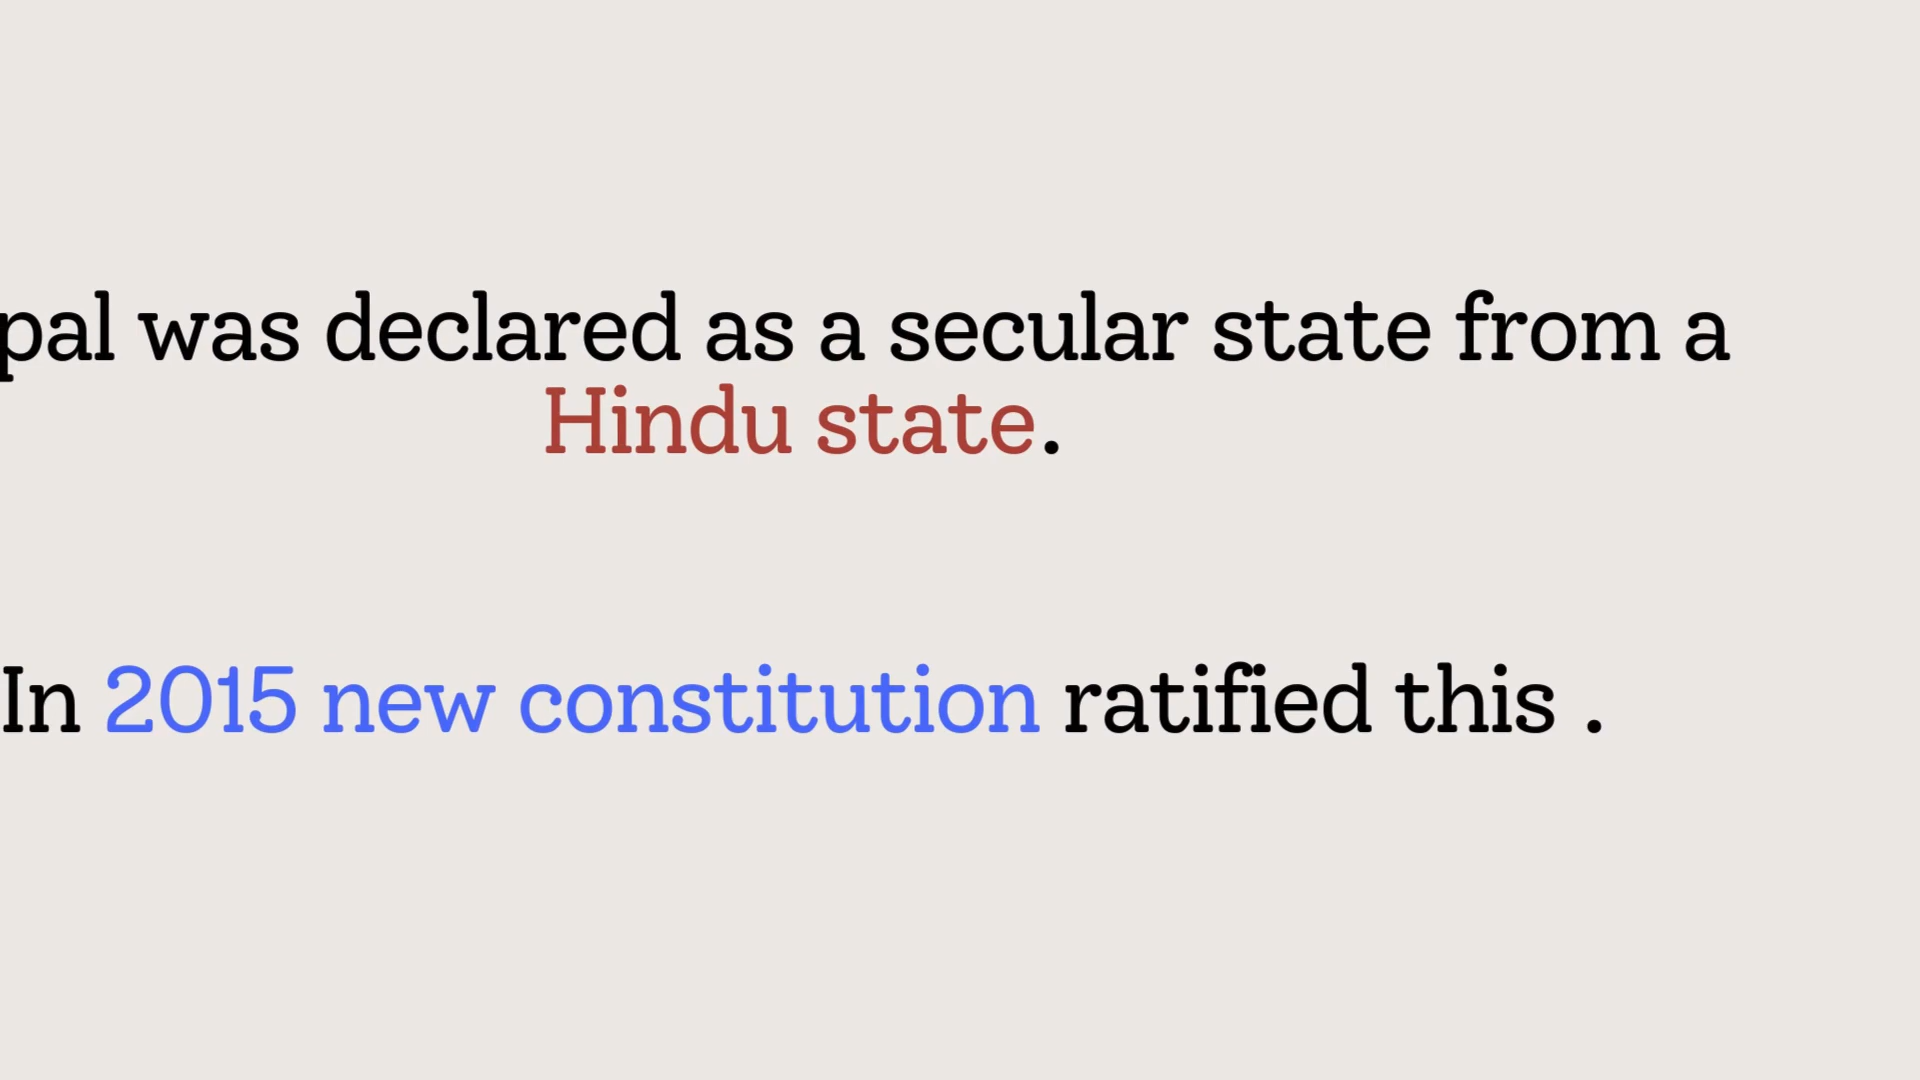 pal was declared as a secular state from a
Hindu state.
In 2015 new constitution ratified this .